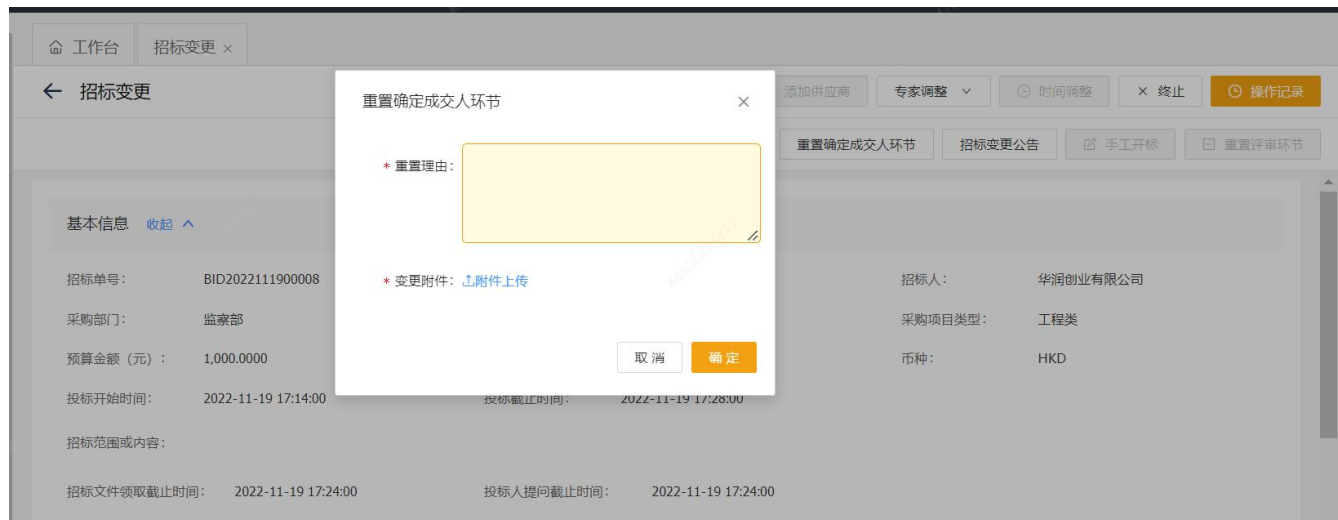 工作台 招标变更 ×
招标变更 添加供应商 专家调整 时间调整 × 终止 操作记录
重置确定成交人环节 招标变更公告 手工开标 重置评审环节
重置确定成交人环节 ×
* 重置理由：
* 变更附件： 附件上传
取 消 确 定
基本信息 收起
招标单号： BID2022111900008 招标人： 华润创业有限公司
采购部门： 监察部 采购项目类型： 工程类
预算金额（元）： 1,000.0000 币种： HKD
投标开始时间： 2022-11-19 17:14:00 投标截止时间： 2022-11-19 17:28:00
招标范围或内容：
招标文件领取截止时间： 2022-11-19 17:24:00 投标人提问截止时间： 2022-11-19 17:24:00